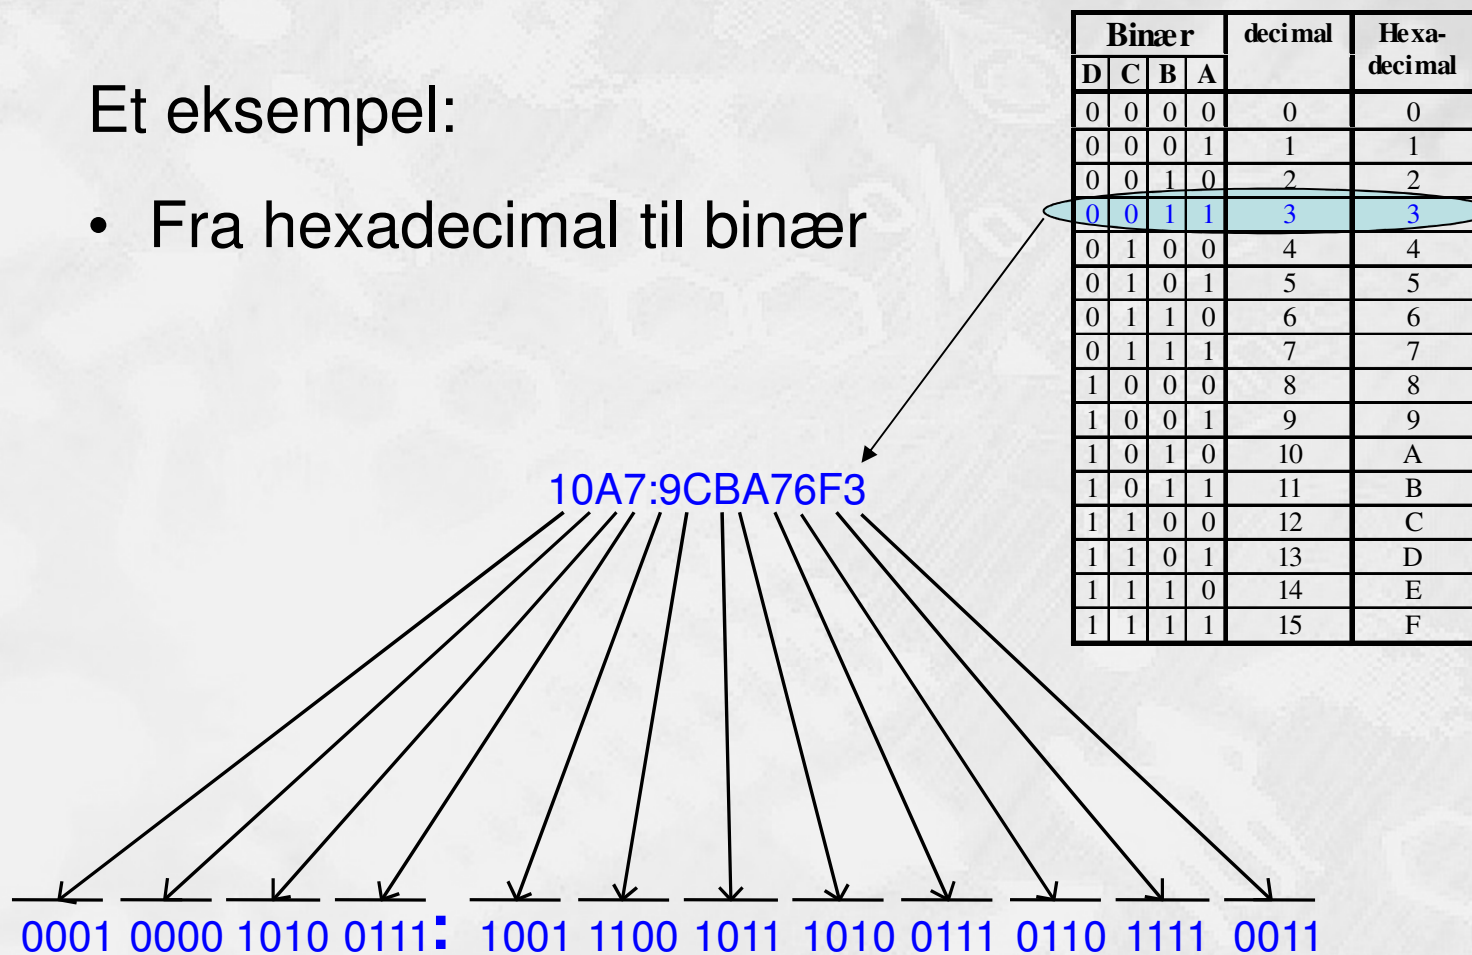 Et eksempel:
• Fra hexadecimal til binær
Binær decimal Hexa-
decimal
D C B A
0 0 0 0 0 0
0 0 0 1 1 1
0 0 1 0 2 2
0 0 1 1 3 3
0 1 0 0 4 4
0 1 0 1 5 5
0 1 1 0 6 6
0 1 1 1 7 7
1 0 0 0 8 8
1 0 0 1 9 9
1 0 1 0 10 A
1 0 1 1 11 B
1 1 0 0 12 C
1 1 0 1 13 D
1 1 1 0 14 E
1 1 1 1 15 F
10A7:9CBA76F3
0001 0000 1010 0111: 1001 1100 1011 1010 0111 0110 1111 0011